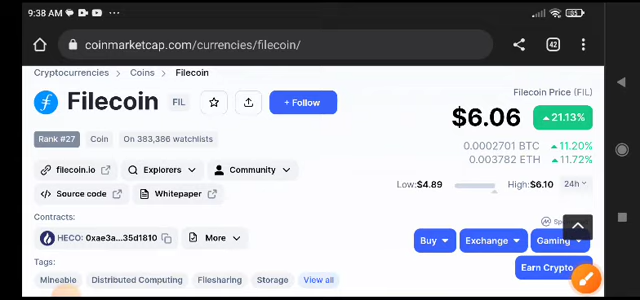 9:38 AM
coinmarketcap.com/currencies/filecoin/
42
Cryptocurrencies > Coins > Filecoin
Filecoin FIL
+ Follow
Filecoin Price (FIL)
$6.06 21.13%
0.0002701 BTC 11.20%
0.003782 ETH 11.72%
Low:$4.89 High:$6.10 24h
Rank #27 Coin On 383,386 watchlists
filecoin.io Explorers Community
Source code Whitepaper
Contracts:
HECO: 0xae3a...35d1810 More
Buy Exchange Gaming
Earn Crypto
Tags:
Mineable Distributed Computing Filesharing Storage View all